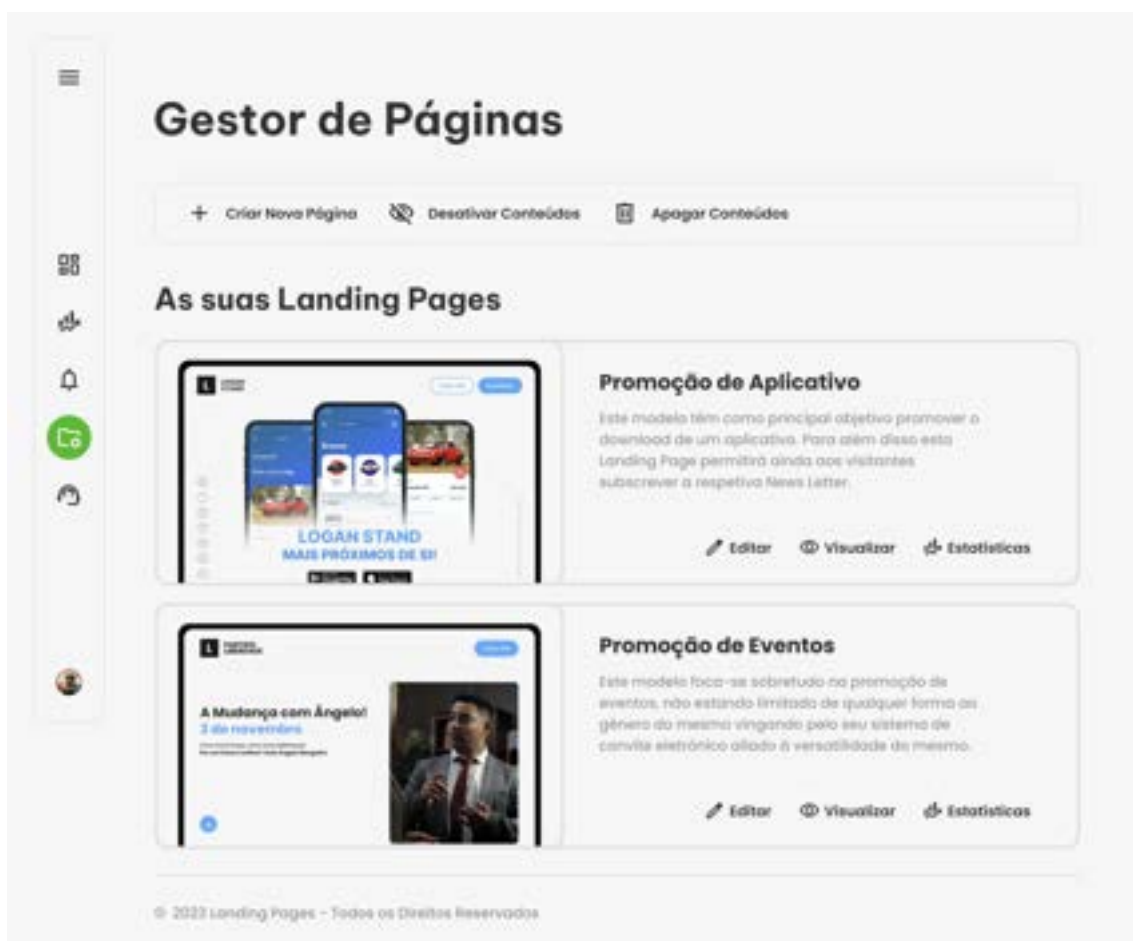 Gestor de Páginas
Criar Nova Página Desativar Conteúdos Apagar Conteúdos
As suas Landing Pages
L
LOGAN STAND
MAIS PRÓXIMOS DE SI!
Promoção de Aplicativo
Este modelo têm como principal objetivo promover o
download de um aplicativo. Para além disso esta
Landing Page permitirá ainda aos visitantes
subscrever a respetiva News Letter.
Editar Visualizar Estatísticas
L
A Mudança com Ângelo!
3 de novembro
Promoção de Eventos
Este modelo foca-se sobretudo na promoção de
eventos, não estando limitado de qualquer forma ao
género do mesmo vingando pelo seu sistema de
convite eletrónico aliado à versatilidade do mesmo.
Editar Visualizar Estatísticas
© 2023 Landing Pages - Todos os Direitos Reservados